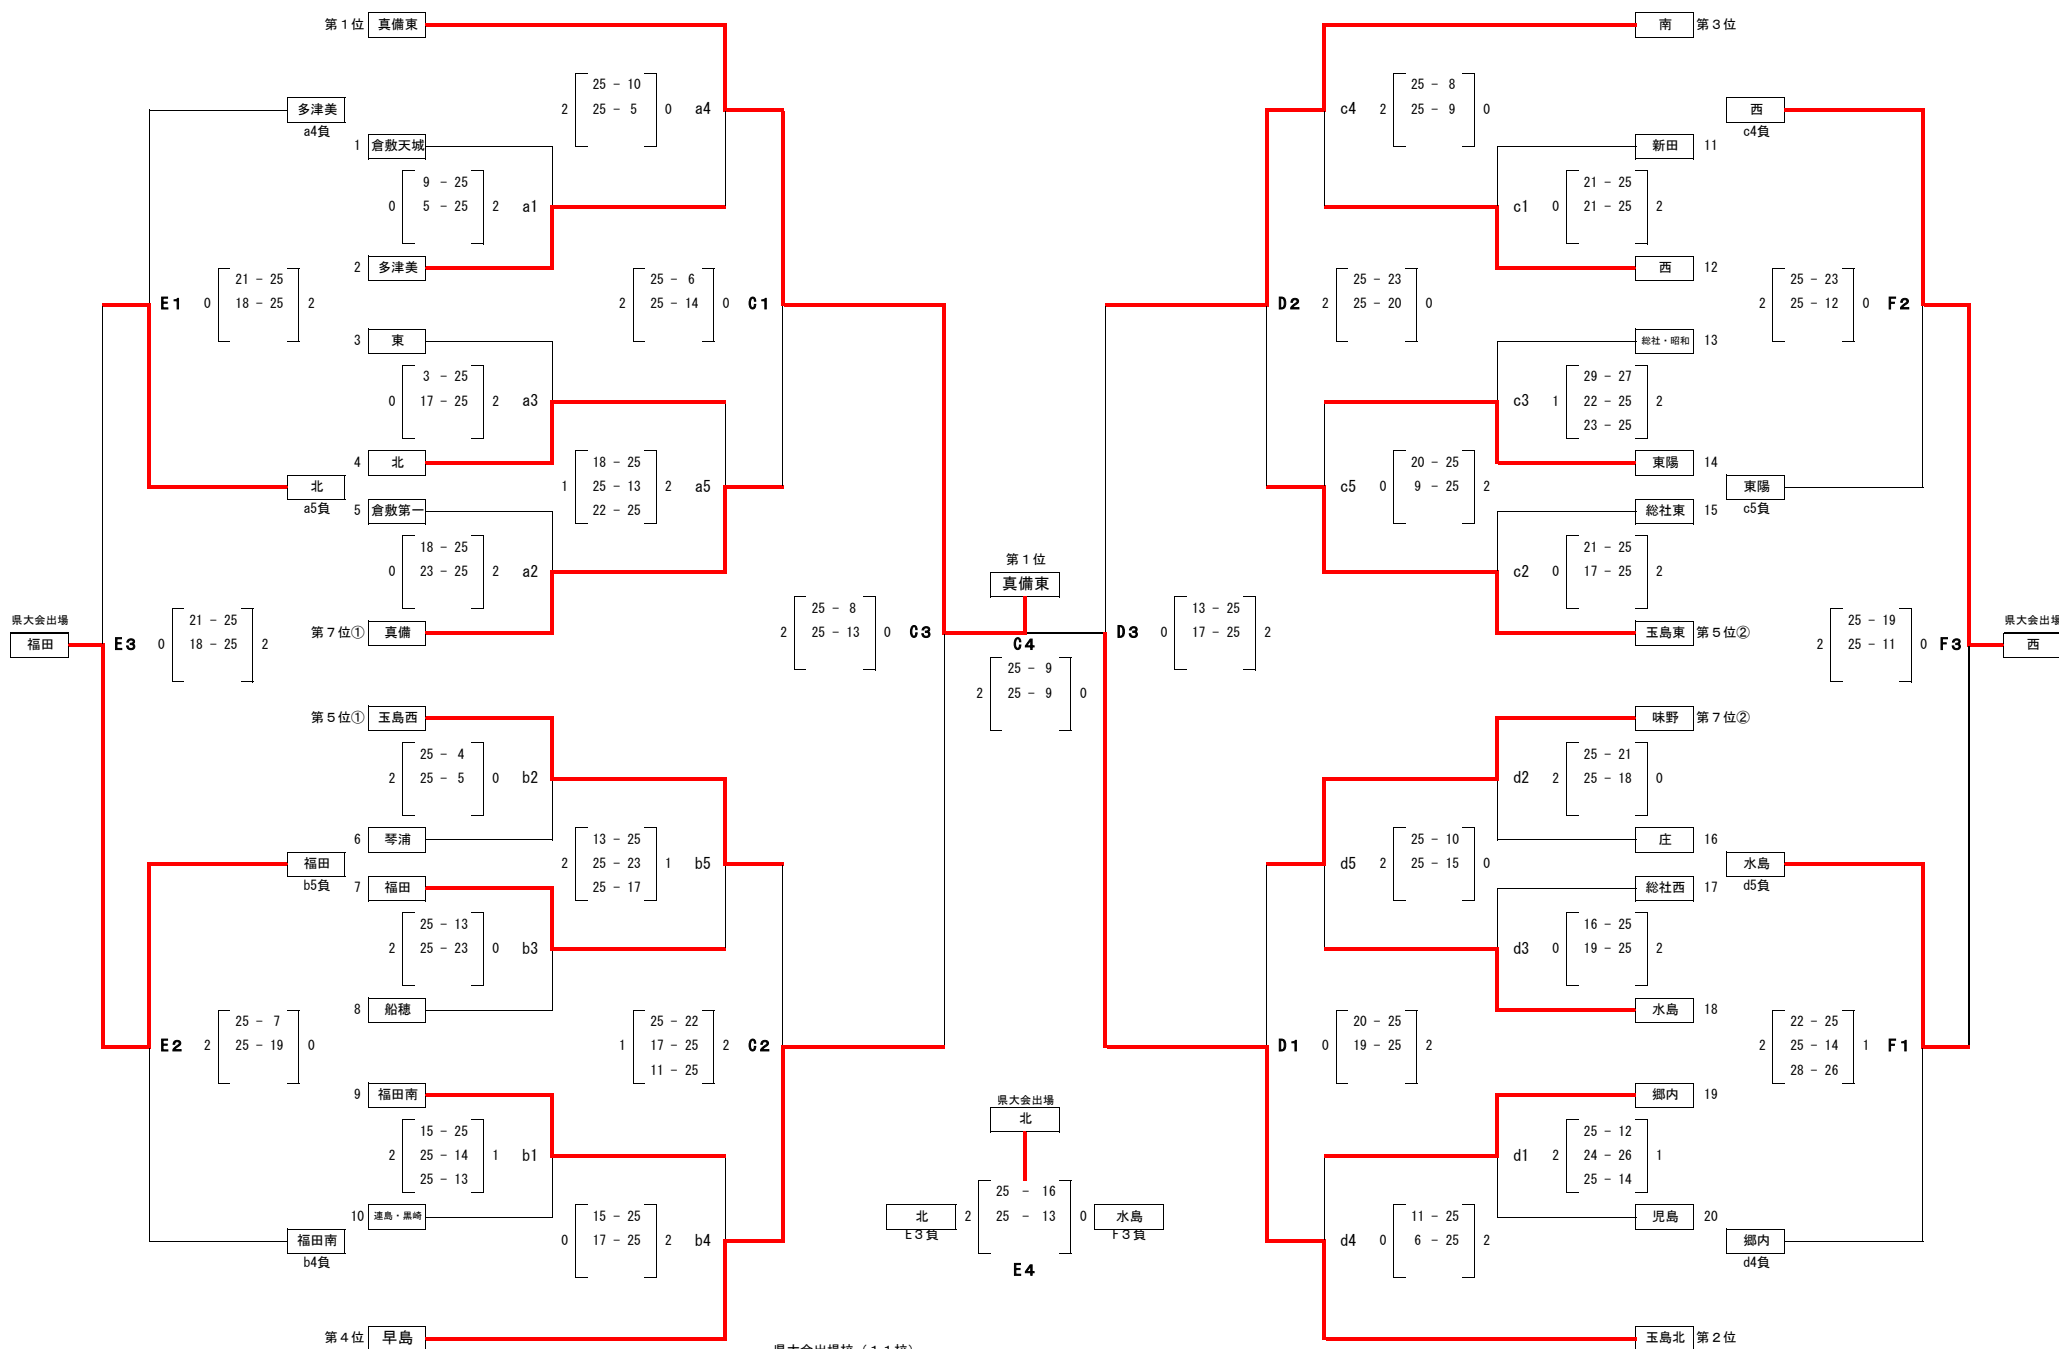 第１位 真備東
南 第３位
25 - 10
2 25 - 5 0 a4
c4 2 25 - 8
25 - 9 0
多津美
a4負
西
c4負
1 倉敷天城
新田 11
9 - 25
0 5 - 25 2 a1
21 - 25
c1 0 21 - 25 2
2 多津美
西 12
21 - 25
E1 0 18 - 25 2
25 - 6
2 25 - 14 0 C1
25 - 23
D2 2 25 - 20 0
25 - 23
2 25 - 12 0 F2
3 東
総社・昭和 13
3 - 25
0 17 - 25 2 a3
29 - 27
c3 1 22 - 25 2
23 - 25
4 北
東陽 14
18 - 25
1 25 - 13 2 a5
22 - 25
20 - 25
c5 0 9 - 25 2
北
a5負
東陽
c5負
5 倉敷第一
総社東 15
18 - 25
0 23 - 25 2 a2
21 - 25
c2 0 17 - 25 2
第１位
真備東
県大会出場
福田
21 - 25
E3 0 18 - 25 2
第７位① 真備
25 - 8
2 25 - 13 0 C3
C4
25 - 9
2 25 - 9 0
13 - 25
D3 0 17 - 25 2
玉島東 第５位②
25 - 19
2 25 - 11 0 F3
県大会出場
西
第５位① 玉島西
味野 第７位②
25 - 4
2 25 - 5 0 b2
25 - 21
d2 2 25 - 18 0
6 琴浦
庄 16
13 - 25
2 25 - 23 1 b5
25 - 17
25 - 10
d5 2 25 - 15 0
福田
b5負
水島
d5負
7 福田
総社西 17
25 - 13
2 25 - 23 0 b3
16 - 25
d3 0 19 - 25 2
8 船穂
水島 18
25 - 7
E2 2 25 - 19 0
25 - 22
1 17 - 25 2 C2
11 - 25
20 - 25
D1 0 19 - 25 2
22 - 25
2 25 - 14 1 F1
28 - 26
9 福田南
県大会出場
北
郷内 19
15 - 25
2 25 - 14 1 b1
25 - 13
25 - 12
d1 2 24 - 26 1
25 - 14
10 連島・黒崎
児島 20
15 - 25
0 17 - 25 2 b4
25 - 16
北 2 25 - 13 0 水島
E３負 F３負
E4
11 - 25
d4 0 6 - 25 2
福田南
b4負
郷内
d4負
第４位 早島
玉島北 第２位
県大会出場校（１１校）